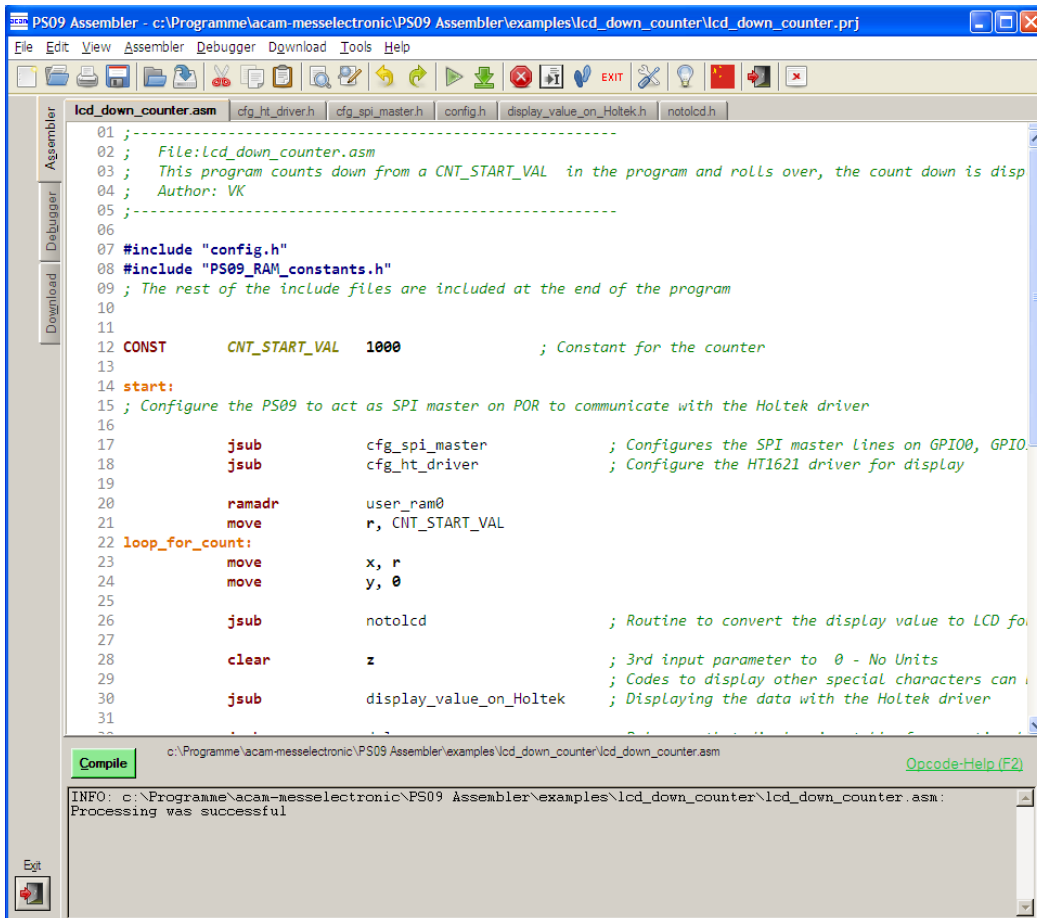 acam PS09 Assembler - c:\Programme\acam-messelectronic\PS09 Assembler\examples\lcd_down_counter\lcd_down_counter.prj
File Edit View Assembler Debugger Download Tools Help
EXIT
Assembler
Debugger
Download
lcd_down_counter.asm cfg_ht_driver.h cfg_spi_master.h config.h display_value_on_Holtek.h notolcd.h
01 ;---------------------------------------------------------
02 ;   File:lcd_down_counter.asm
03 ;   This program counts down from a CNT_START_VAL  in the program and rolls over, the count down is disp
04 ;   Author: VK
05 ;---------------------------------------------------------
06
07 #include "config.h"
08 #include "PS09_RAM_constants.h"
09 ; The rest of the include files are included at the end of the program
10
11
12 CONST CNT_START_VAL 1000 ; Constant for the counter
13
14 start:
15 ; Configure the PS09 to act as SPI master on POR to communicate with the Holtek driver
16
17 jsub cfg_spi_master ; Configures the SPI master lines on GPIO0, GPIO
18 jsub cfg_ht_driver ; Configure the HT1621 driver for display
19
20 ramadr user_ram0
21 move r, CNT_START_VAL
22 loop_for_count:
23 move x, r
24 move y, 0
25
26 jsub notolcd ; Routine to convert the display value to LCD fo
27
28 clear z ; 3rd input parameter to  0 - No Units
29 ; Codes to display other special characters can
30 jsub display_value_on_Holtek ; Displaying the data with the Holtek driver
31
Compile c:\Programme\acam-messelectronic\PS09 Assembler\examples\lcd_down_counter\lcd_down_counter.asm Opcode-Help (F2)
INFO: c:\Programme\acam-messelectronic\PS09 Assembler\examples\lcd_down_counter\lcd_down_counter.asm:
Processing was successful
Exit